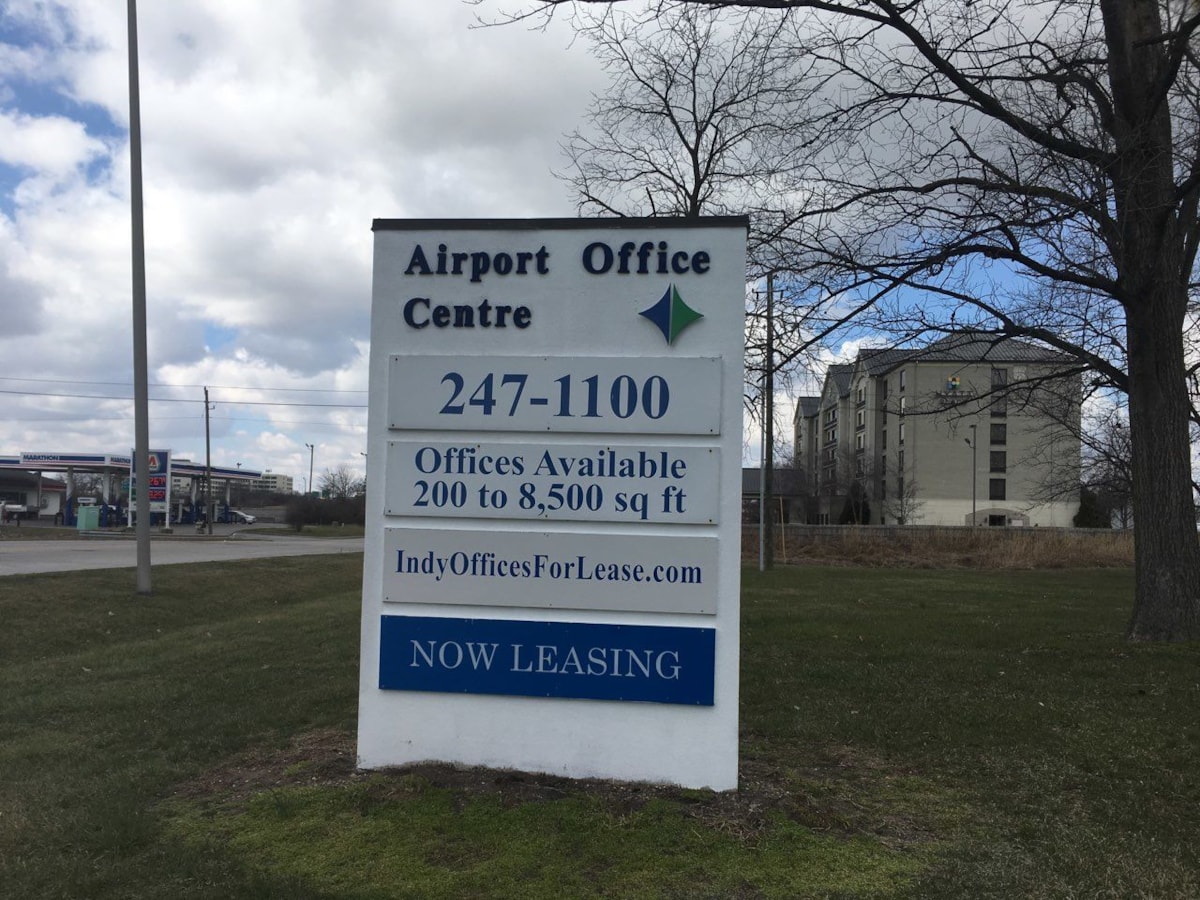 Airport Office
Centre
247-1100
Offices Available
200 to 8,500 sq ft
IndyOfficesForLease.com
NOW LEASING
MARATHON